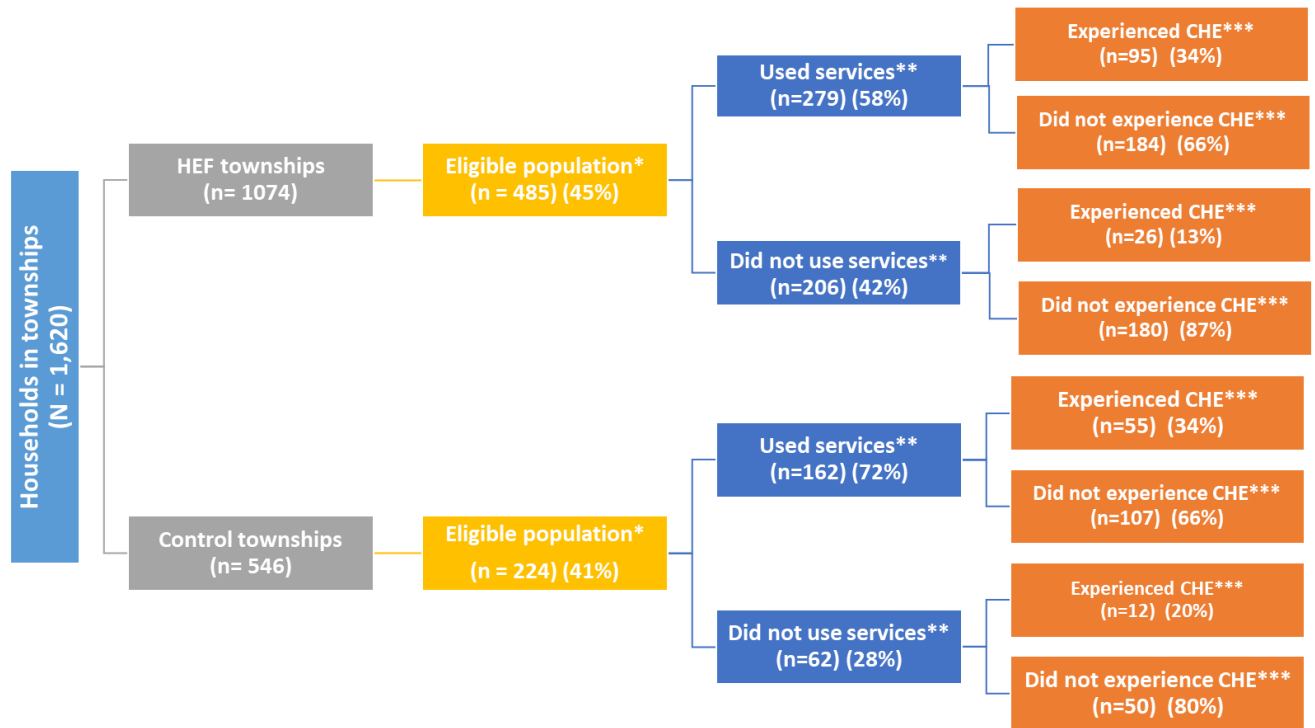 Households in townships
(N = 1,620)
HEF townships
(n= 1074)
Eligible population*
(n = 485) (45%)
Used services**
(n=279) (58%)
Experienced CHE***
(n=95)  (34%)
Did not experience CHE***
(n=184)  (66%)
Did not use services**
(n=206) (42%)
Experienced CHE***
(n=26) (13%)
Did not experience CHE***
(n=180)  (87%)
Control townships
(n= 546)
Eligible population*
(n = 224) (41%)
Used services**
(n=162) (72%)
Experienced CHE***
(n=55)  (34%)
Did not experience CHE***
(n=107)  (66%)
Did not use services**
(n=62) (28%)
Experienced CHE***
(n=12)  (20%)
Did not experience CHE***
(n=50)  (80%)